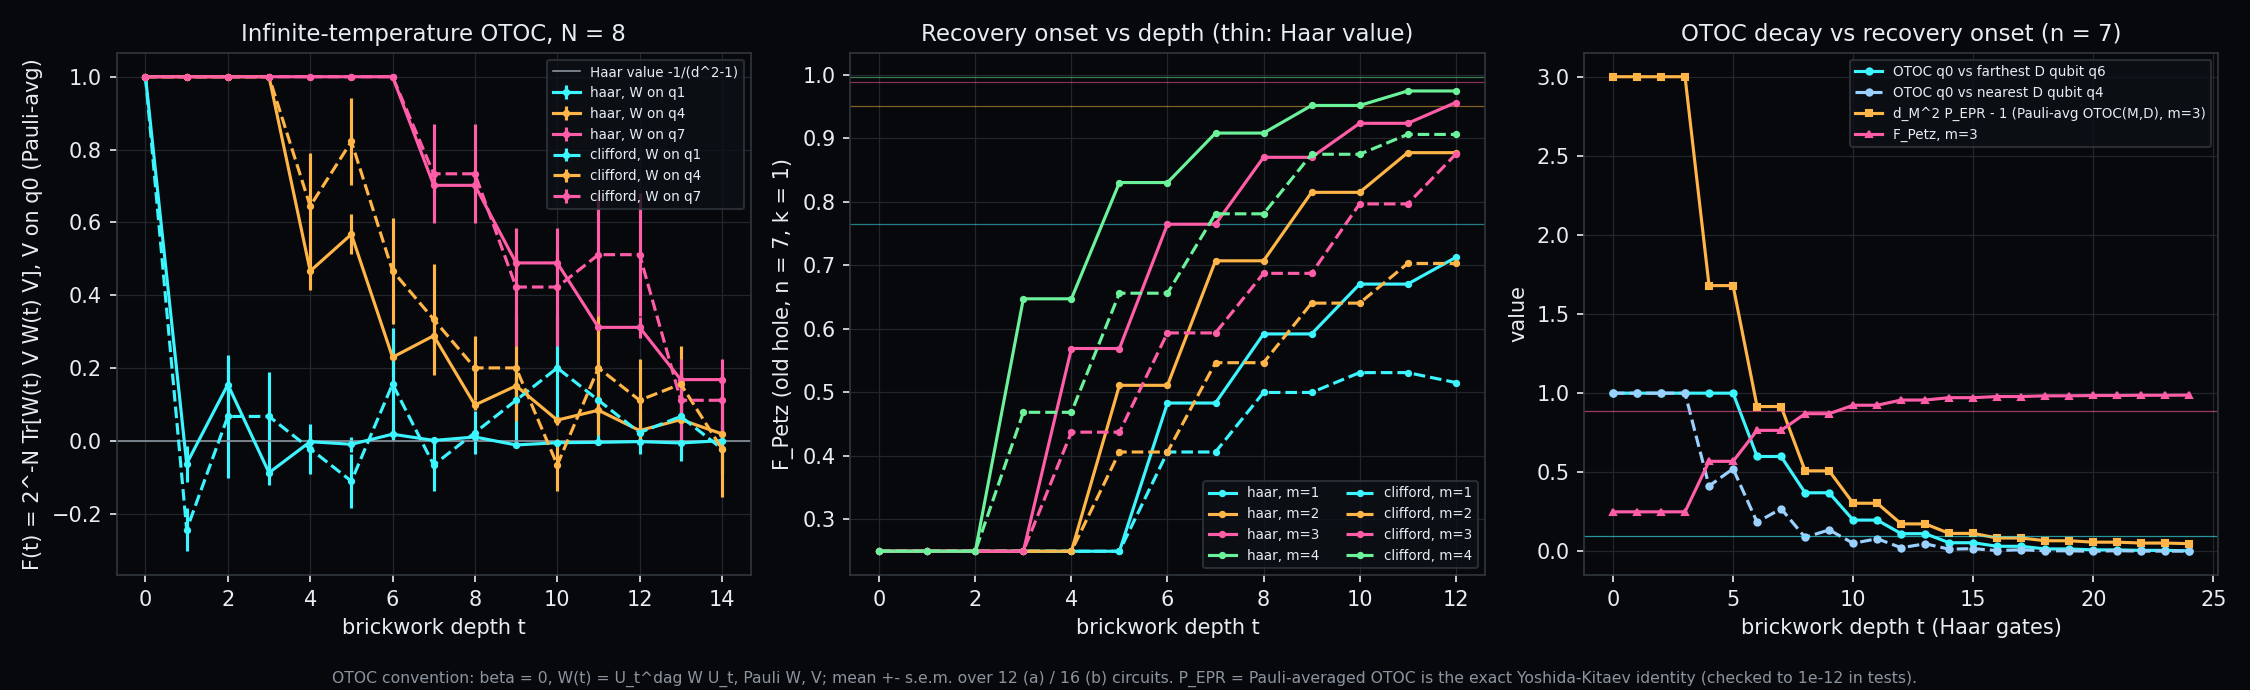 Infinite-temperature OTOC, N = 8
F(t) = 2^-N Tr[W(t) V W(t) V], V on q0 (Pauli-avg)
1.0
0.8
0.6
0.4
0.2
0.0
−0.2
Haar value -1/(d^2-1)
haar, W on q1
haar, W on q4
haar, W on q7
clifford, W on q1
clifford, W on q4
clifford, W on q7
0 2 4 6 8 10 12 14
brickwork depth t
Recovery onset vs depth (thin: Haar value)
F_Petz (old hole, n = 7, k = 1)
1.0
0.9
0.8
0.7
0.6
0.5
0.4
0.3
haar, m=1 clifford, m=1
haar, m=2 clifford, m=2
haar, m=3 clifford, m=3
haar, m=4 clifford, m=4
0 2 4 6 8 10 12
brickwork depth t
OTOC decay vs recovery onset (n = 7)
value
3.0
2.5
2.0
1.5
1.0
0.5
0.0
OTOC q0 vs farthest D qubit q6
OTOC q0 vs nearest D qubit q4
d_M^2 P_EPR - 1 (Pauli-avg OTOC(M,D), m=3)
F_Petz, m=3
0 5 10 15 20 25
brickwork depth t (Haar gates)
OTOC convention: beta = 0, W(t) = U_t^dag W U_t, Pauli W, V; mean +- s.e.m. over 12 (a) / 16 (b) circuits. P_EPR = Pauli-averaged OTOC is the exact Yoshida-Kitaev identity (checked to 1e-12 in tests).